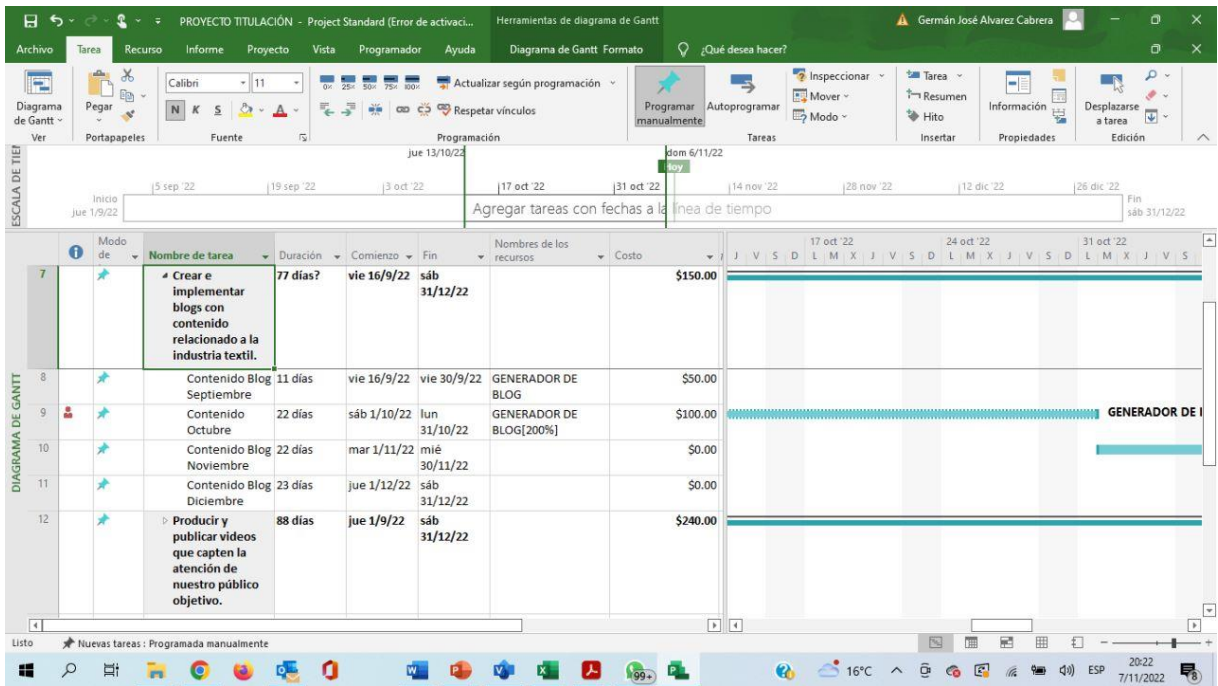 PROYECTO TITULACIÓN - Project Standard (Error de activaci...
Herramientas de diagrama de Gantt
Germán José Alvarez Cabrera
Archivo Tarea Recurso Informe Proyecto Vista Programador Ayuda Diagrama de Gantt Formato ¿Qué desea hacer?
Diagrama de Gantt
Ver
Pegar
Portapapeles
Calibri 11
N K S
Fuente
0% 25% 50% 75% 100%
Actualizar según programación
Respetar vínculos
Programación
Programar manualmente
Autoprogramar
Inspeccionar
Mover
Modo
Tareas
Tarea
Resumen
Hito
Insertar
Información
Propiedades
Desplazarse a tarea
Edición
ESCALA DE TIEM
jue 13/10/22
dom 6/11/22
Hoy
5 sep '22 19 sep '22 3 oct '22 17 oct '22 31 oct '22 14 nov '22 28 nov '22 12 dic '22 26 dic '22
Inicio
jue 1/9/22
Agregar tareas con fechas a la línea de tiempo
Fin
sáb 31/12/22
DIAGRAMA DE GANTT
Modo de
Nombre de tarea
Duración
Comienzo
Fin
Nombres de los recursos
Costo
17 oct '22 24 oct '22 31 oct '22
J V S D L M X J V S D L M X J V S D L M X J V S
7 Crear e 77 días? vie 16/9/22 sáb $150.00
implementar 31/12/22
blogs con
contenido
relacionado a la
industria textil.
8 Contenido Blog 11 días vie 16/9/22 vie 30/9/22 GENERADOR DE $50.00
Septiembre BLOG
9 Contenido 22 días sáb 1/10/22 lun GENERADOR DE $100.00 GENERADOR DE
Octubre 31/10/22 BLOG[200%]
10 Contenido Blog 22 días mar 1/11/22 mié $0.00
Noviembre 30/11/22
11 Contenido Blog 23 días jue 1/12/22 sáb $0.00
Diciembre 31/12/22
12 Producir y 88 días jue 1/9/22 sáb $240.00
publicar videos 31/12/22
que capten la
atención de
nuestro público
objetivo.
Listo Nuevas tareas : Programada manualmente
99+
16°C
ESP
20:22
7/11/2022
8